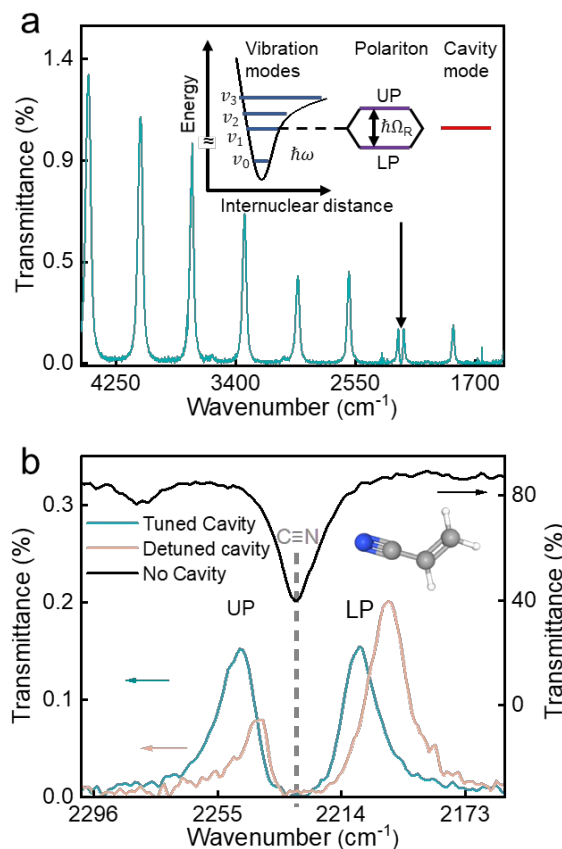 a
Vibration modes
Polariton
Cavity mode
Energy
≈
v₃
v₂
v₁
v₀
ħω
UP
ħΩR
LP
Internuclear distance
Transmittance (%)
1.4
0.9
0.5
0.0
4250 3400 2550 1700
Wavenumber (cm⁻¹)
b
Tuned Cavity
Detuned cavity
No Cavity
C≡N
UP
LP
Transmittance (%)
0.3
0.2
0.1
0.0
80
40
0
Transmittance (%)
2296 2255 2214 2173
Wavenumber (cm⁻¹)